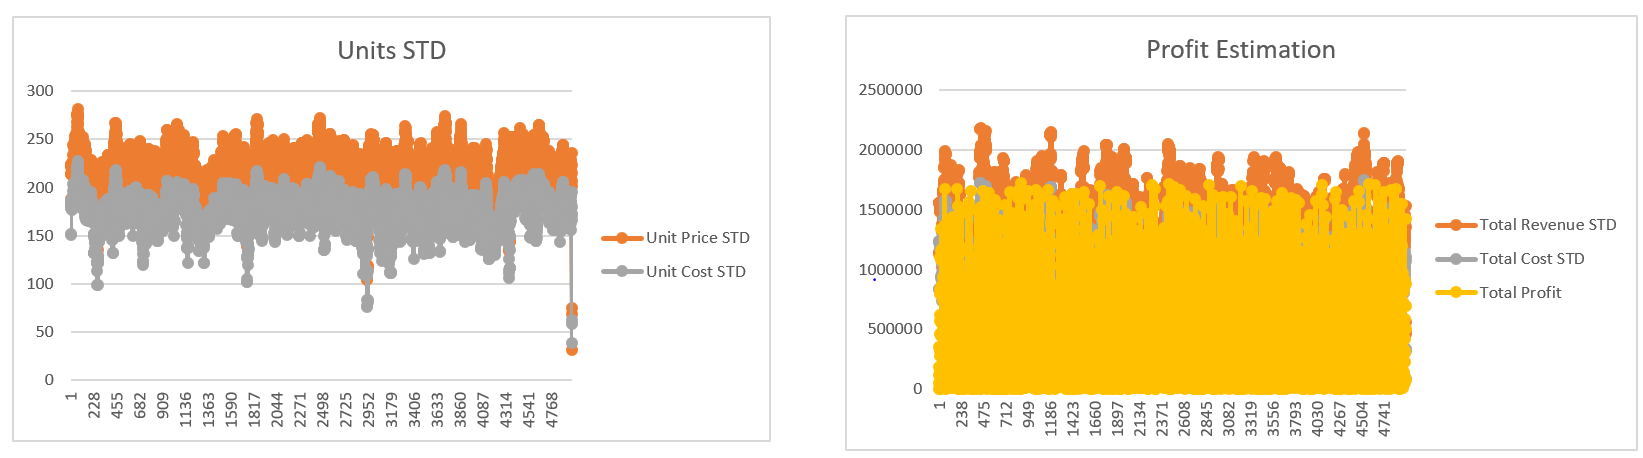 Units STD
300
250
200
150
100
50
0
1 228 455 682 909 1136 1363 1590 1817 2044 2271 2498 2725 2952 3179 3406 3633 3860 4087 4314 4541 4768
Unit Price STD
Unit Cost STD
Profit Estimation
2500000
2000000
1500000
1000000
500000
0
1 238 475 712 949 1186 1423 1660 1897 2134 2371 2608 2845 3082 3319 3556 3793 4030 4267 4504 4741
Total Revenue STD
Total Cost STD
Total Profit